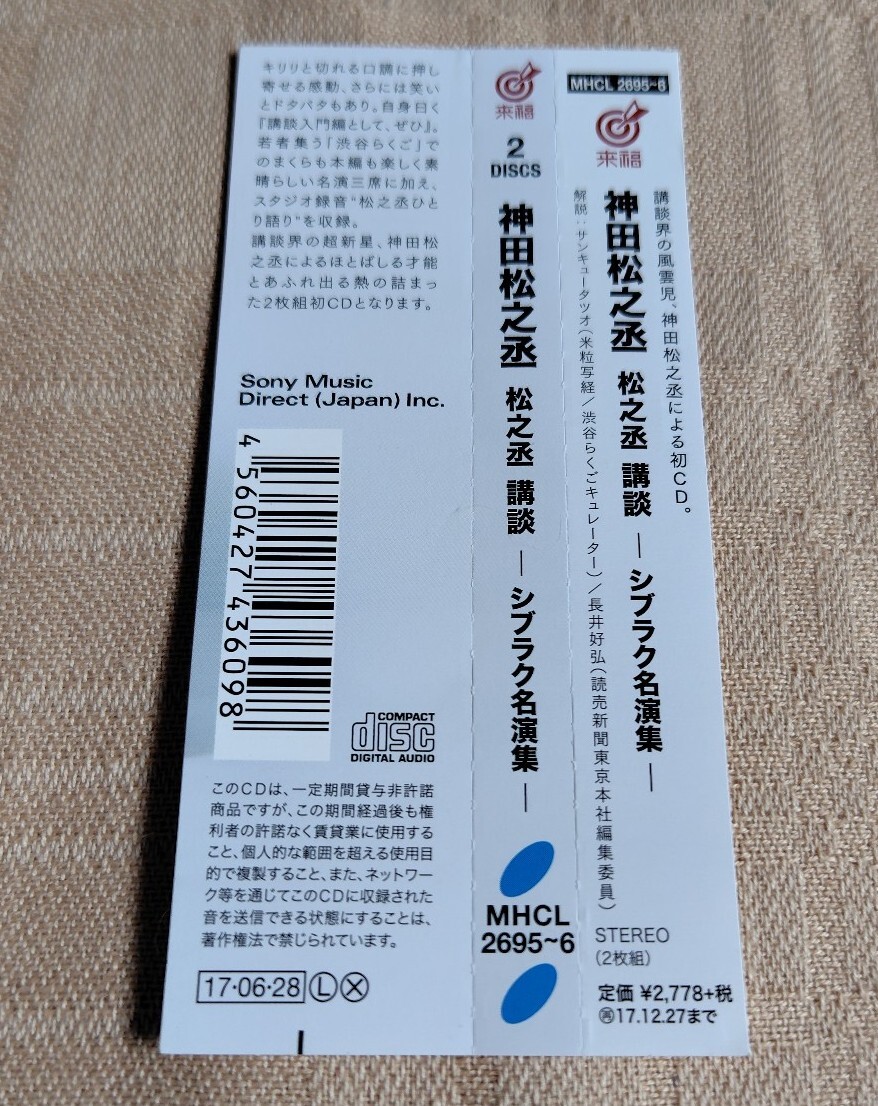 キリリと切れる口調に押し
寄せる感動、さらには笑い
とドタバタもあり。自身曰く
『講談入門編として、ぜひ』。
若者集う「渋谷らくご」で
のまくらも本編も楽しく素
晴らしい名演三席に加え、
スタジオ録音"松之丞ひと
り語り"を収録。
講談界の超新星、神田松
之丞によるほとばしる才能
とあふれ出る熱の詰まっ
た2枚組初CDとなります。
Sony Music
Direct (Japan) Inc.
4 560427 436098
COMPACT
disc
DIGITAL AUDIO
このCDは、一定期間貸与非許諾
商品ですが、この期間経過後も権
利者の許諾なく賃貸業に使用する
こと、個人的な範囲を超える使用目
的で複製すること、また、ネットワー
ク等を通じてこのCDに収録された
音を送信できる状態にすることは、
著作権法で禁じられています。
17·06·28 L X
来福
2
DISCS
神田松之丞 松之丞 講談 ―シブラク名演集―
MHCL
2695~6
MHCL 2695~6
来福
講談界の風雲児、神田松之丞による初CD。
神田松之丞 松之丞 講談 ―シブラク名演集―
解説:サンキュータツオ(米粒写経/渋谷らくごキュレーター)/長井好弘(読売新聞東京本社編集委員)
STEREO
(2枚組)
定価 ¥2,778+税
再17.12.27まで